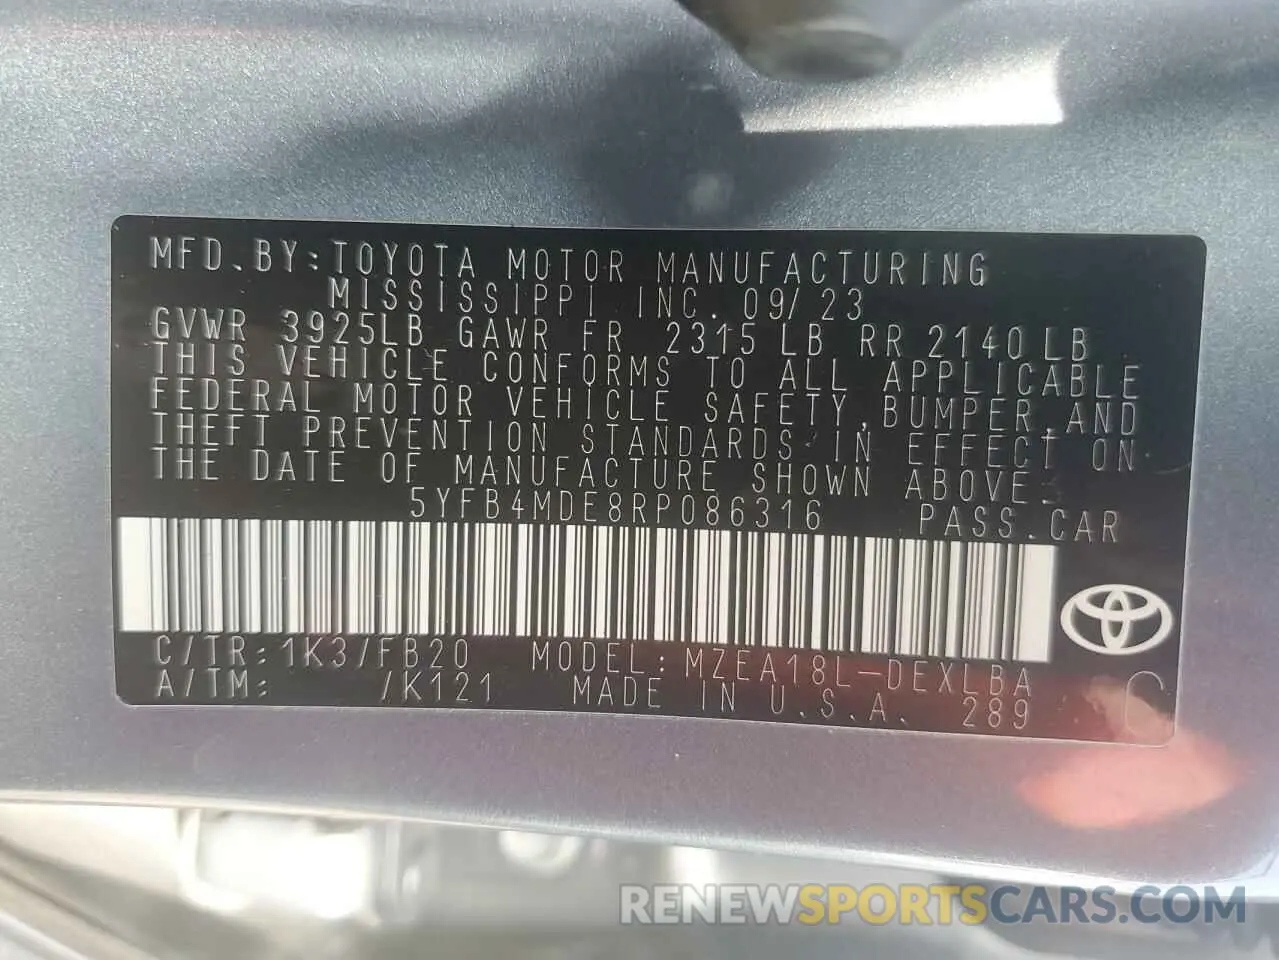 MFD.BY:TOYOTA MOTOR MANUFACTURING
MISSISSIPPI INC. 09/23
GVWR 3925LB GAWR FR 2315LB RR 2140LB
THIS VEHICLE CONFORMS TO ALL APPLICABLE
FEDERAL MOTOR VEHICLE SAFETY,BUMPER,AND
THEFT PREVENTION STANDARDS IN EFFECT ON
THE DATE OF MANUFACTURE SHOWN ABOVE.
5YFB4MDE8RP086316 PASS.CAR
C/TR:1K3/FB20 MODEL:MZEA18L-DEXLBA
A/TM: /K121 MADE IN U.S.A. 289 C
RENEWSPORTSCARS.COM